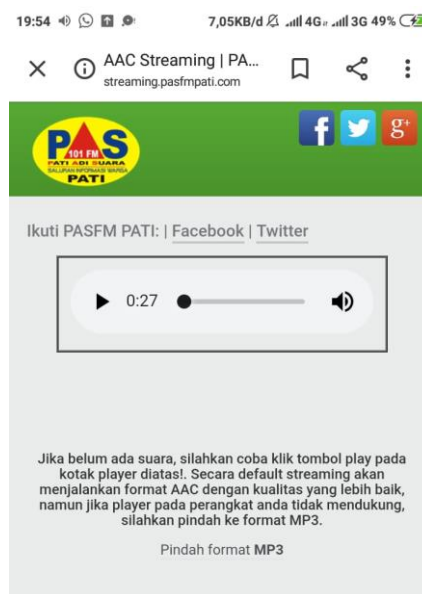 19:54 7,05KB/d 4G 3G 49%
AAC Streaming | PA...
streaming.pasfmpati.com
PAS
101 FM
PATI ADI SUARA
SALURAN INFORMASI WARGA
PATI
f g+
Ikuti PASFM PATI: | Facebook | Twitter
0:27
Jika belum ada suara, silahkan coba klik tombol play pada
kotak player diatas!. Secara default streaming akan
menjalankan format AAC dengan kualitas yang lebih baik,
namun jika player pada perangkat anda tidak mendukung,
silahkan pindah ke format MP3.
Pindah format MP3